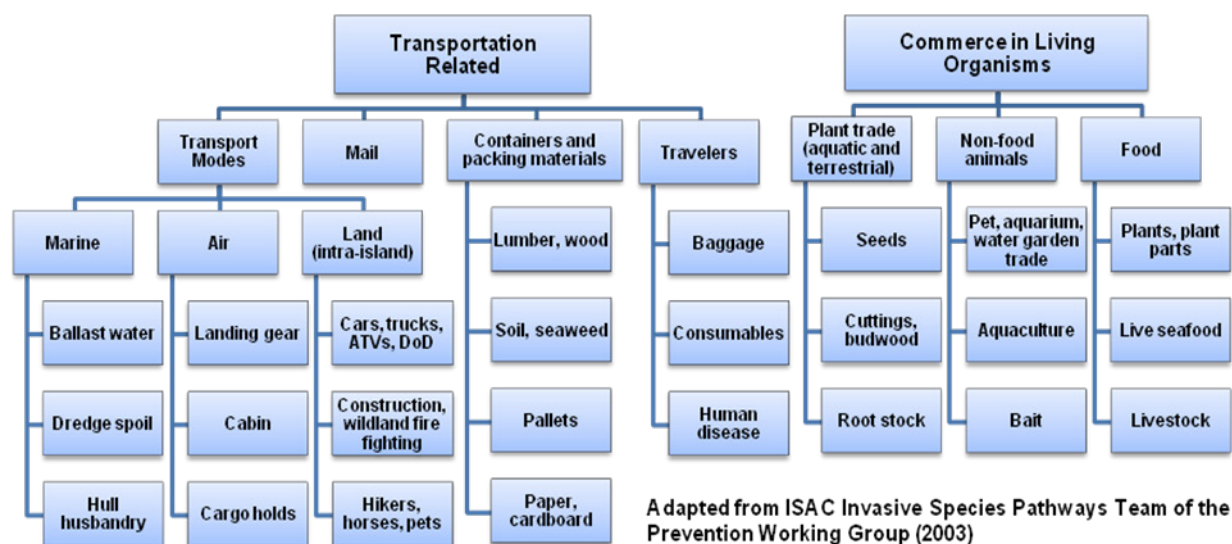 Transportation
Related
Commerce in Living
Organisms
Transport
Modes
Mail
Containers and
packing materials
Travelers
Plant trade
(aquatic and
terrestrial)
Non-food
animals
Food
Marine
Air
Land
(intra-island)
Lumber, wood
Baggage
Seeds
Pet, aquarium,
water garden
trade
Plants, plant
parts
Ballast water
Landing gear
Cars, trucks,
ATVs, DoD
Soil, seaweed
Consumables
Cuttings,
budwood
Aquaculture
Live seafood
Dredge spoil
Cabin
Construction,
wildland fire
fighting
Pallets
Human
disease
Root stock
Bait
Livestock
Hull
husbandry
Cargo holds
Hikers,
horses, pets
Paper,
cardboard
Adapted from ISAC Invasive Species Pathways Team of the
Prevention Working Group (2003)